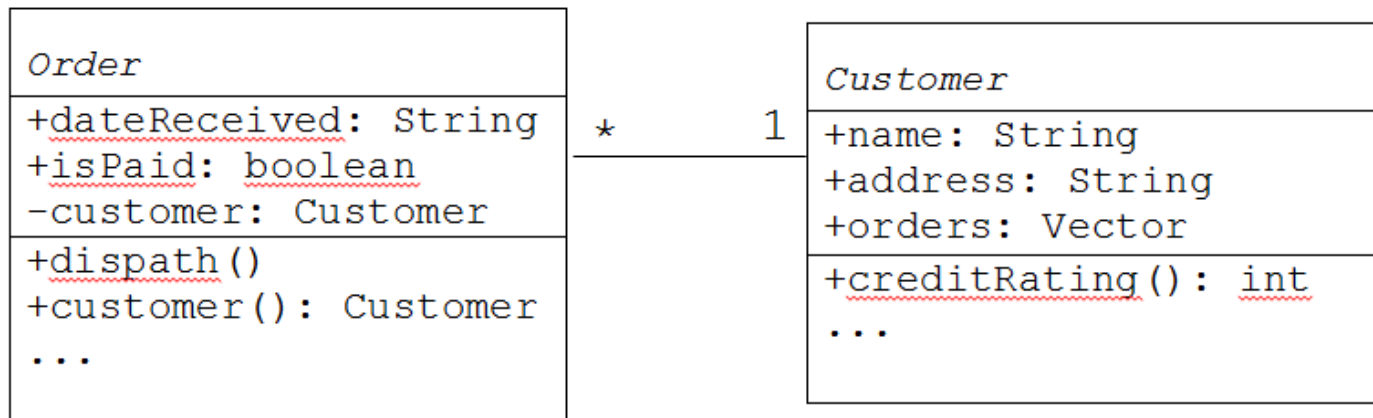 Order
+dateReceived: String
+isPaid: boolean
-customer: Customer
+dispath()
+customer(): Customer
...
* 1
Customer
+name: String
+address: String
+orders: Vector
+creditRating(): int
...